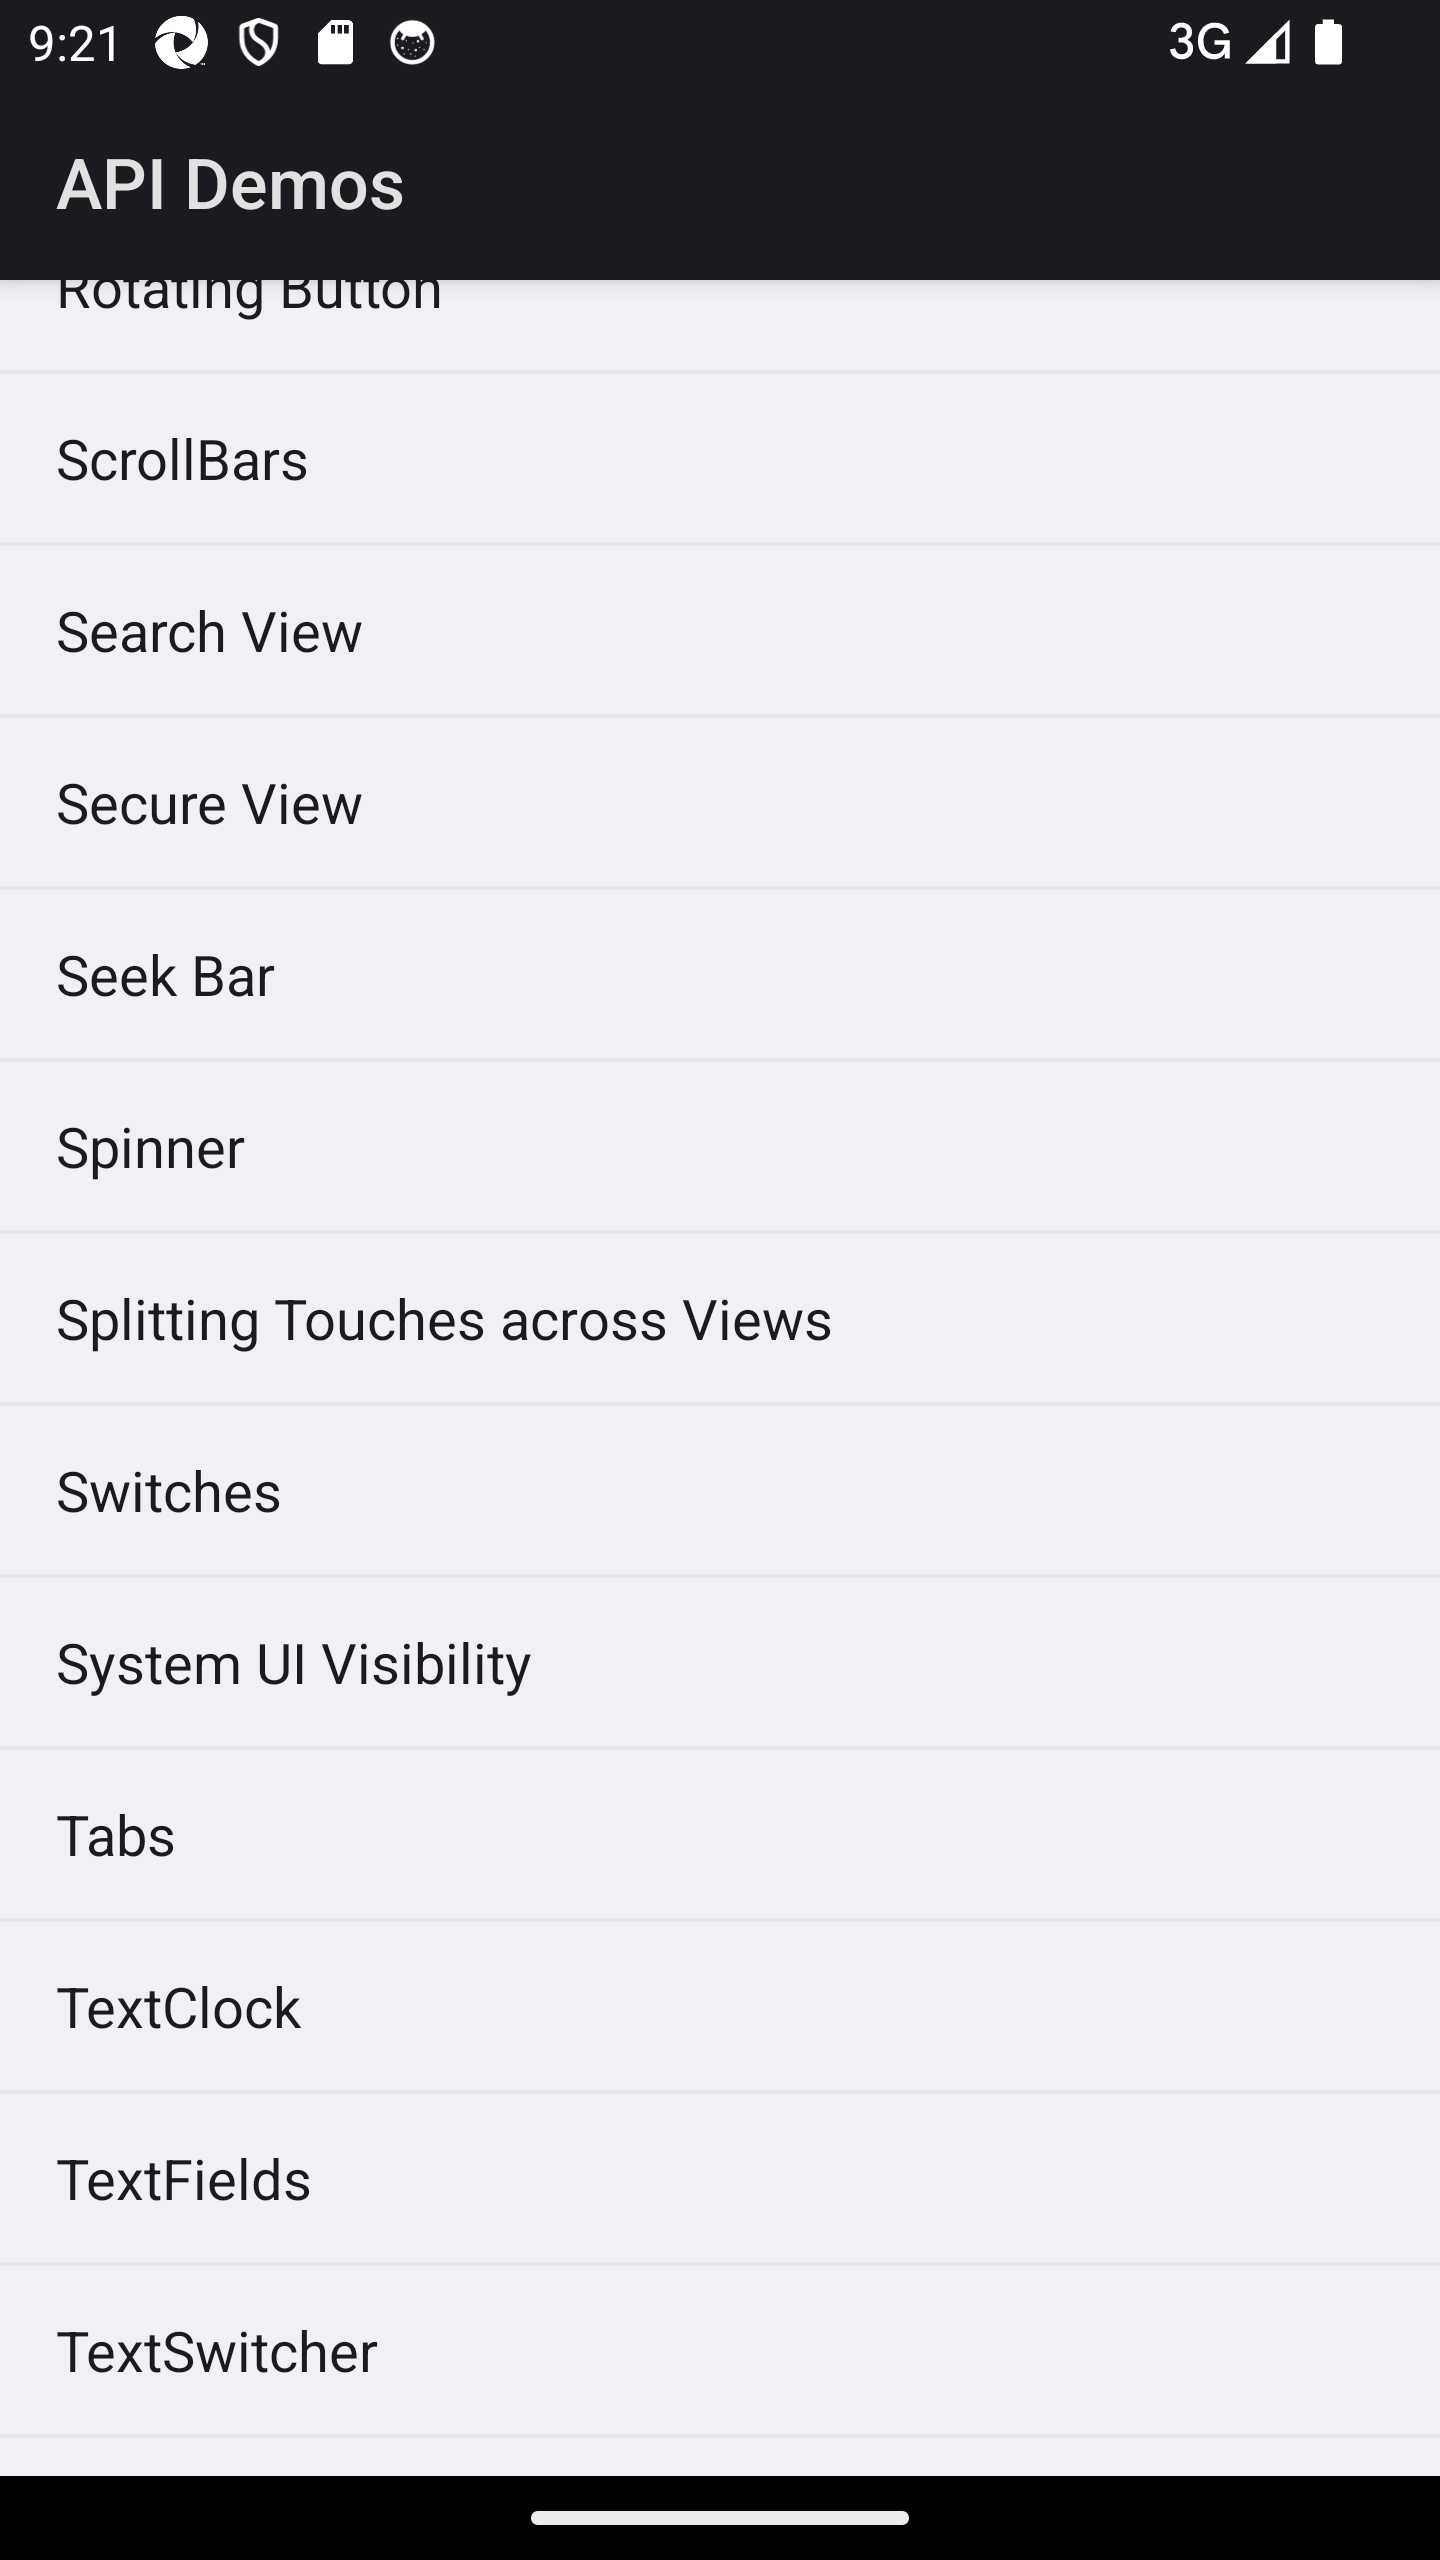 9:21
3G
API Demos
Rotating Button
ScrollBars
Search View
Secure View
Seek Bar
Spinner
Splitting Touches across Views
Switches
System UI Visibility
Tabs
TextClock
TextFields
TextSwitcher